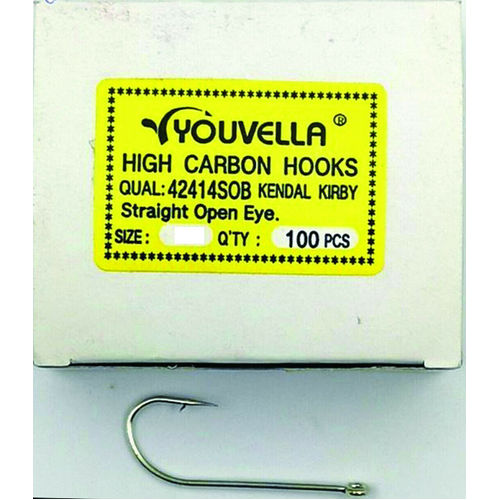 YOUVELLA ®
HIGH CARBON HOOKS
QUAL: 42414SOB KENDAL KIRBY
Straight Open Eye.
SIZE : Q'TY : 100 PCS